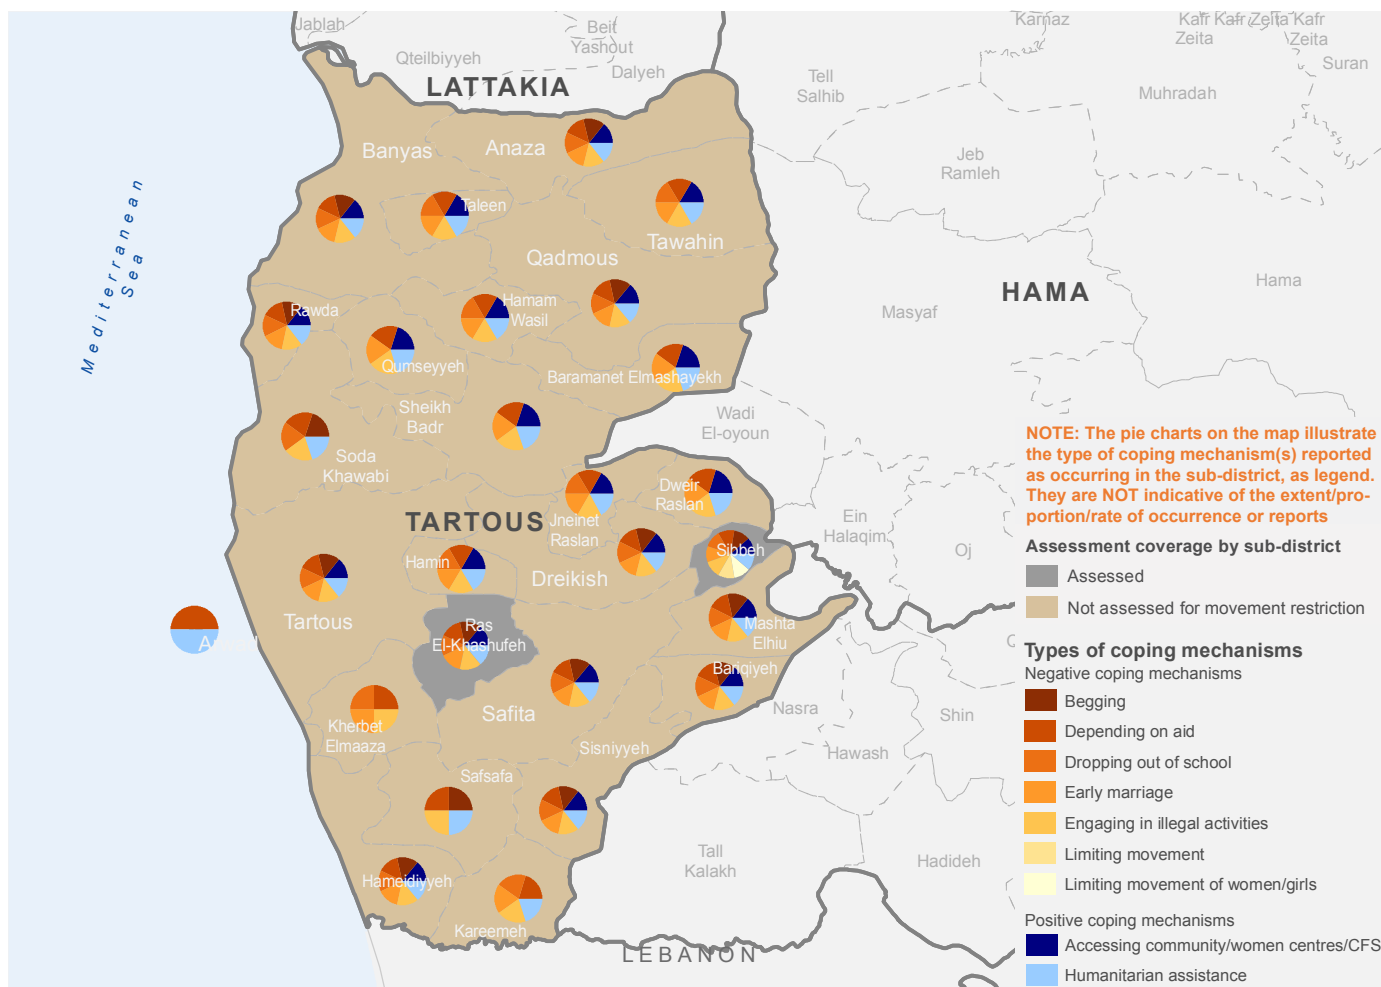 Jablah
Beit
Yashout
Qteilbiyyeh
Dalyeh
LATTAKIA
Karnaz
Kafr
Zeita
Suran
Tell
Salhib
Muhradah
Jeb
Ramleh
Hama
HAMA
Masyaf
Banyas
Anaza
Taleen
Tawahin
Qadmous
Mediterranean
Sea
Rawda
Hamam
Wasil
Qumseyyeh
Baramanet Elmashayekh
Sheikh
Badr
Wadi
El-oyoun
Soda
Khawabi
Dweir
Raslan
Jneinet
Raslan
TARTOUS
Ein
Halaqim
Oj
Sibbeh
Hamin
Dreikish
Tartous
Ras
El-Khashufeh
Mashta
Elhiu
Bariqiyeh
Safita
Nasra
Shin
Kherbet
Elmaaza
Sisniyyeh
Hawash
Safsafa
Tall
Kalakh
Hadideh
Hameidiyyeh
Kareemeh
LEBANON
NOTE: The pie charts on the map illustrate
the type of coping mechanism(s) reported
as occurring in the sub-district, as legend.
They are NOT indicative of the extent/pro-
portion/rate of occurrence or reports
Assessment coverage by sub-district
Assessed
Not assessed for movement restriction
Types of coping mechanisms
Negative coping mechanisms
Begging
Depending on aid
Dropping out of school
Early marriage
Engaging in illegal activities
Limiting movement
Limiting movement of women/girls
Positive coping mechanisms
Accessing community/women centres/CFS
Humanitarian assistance